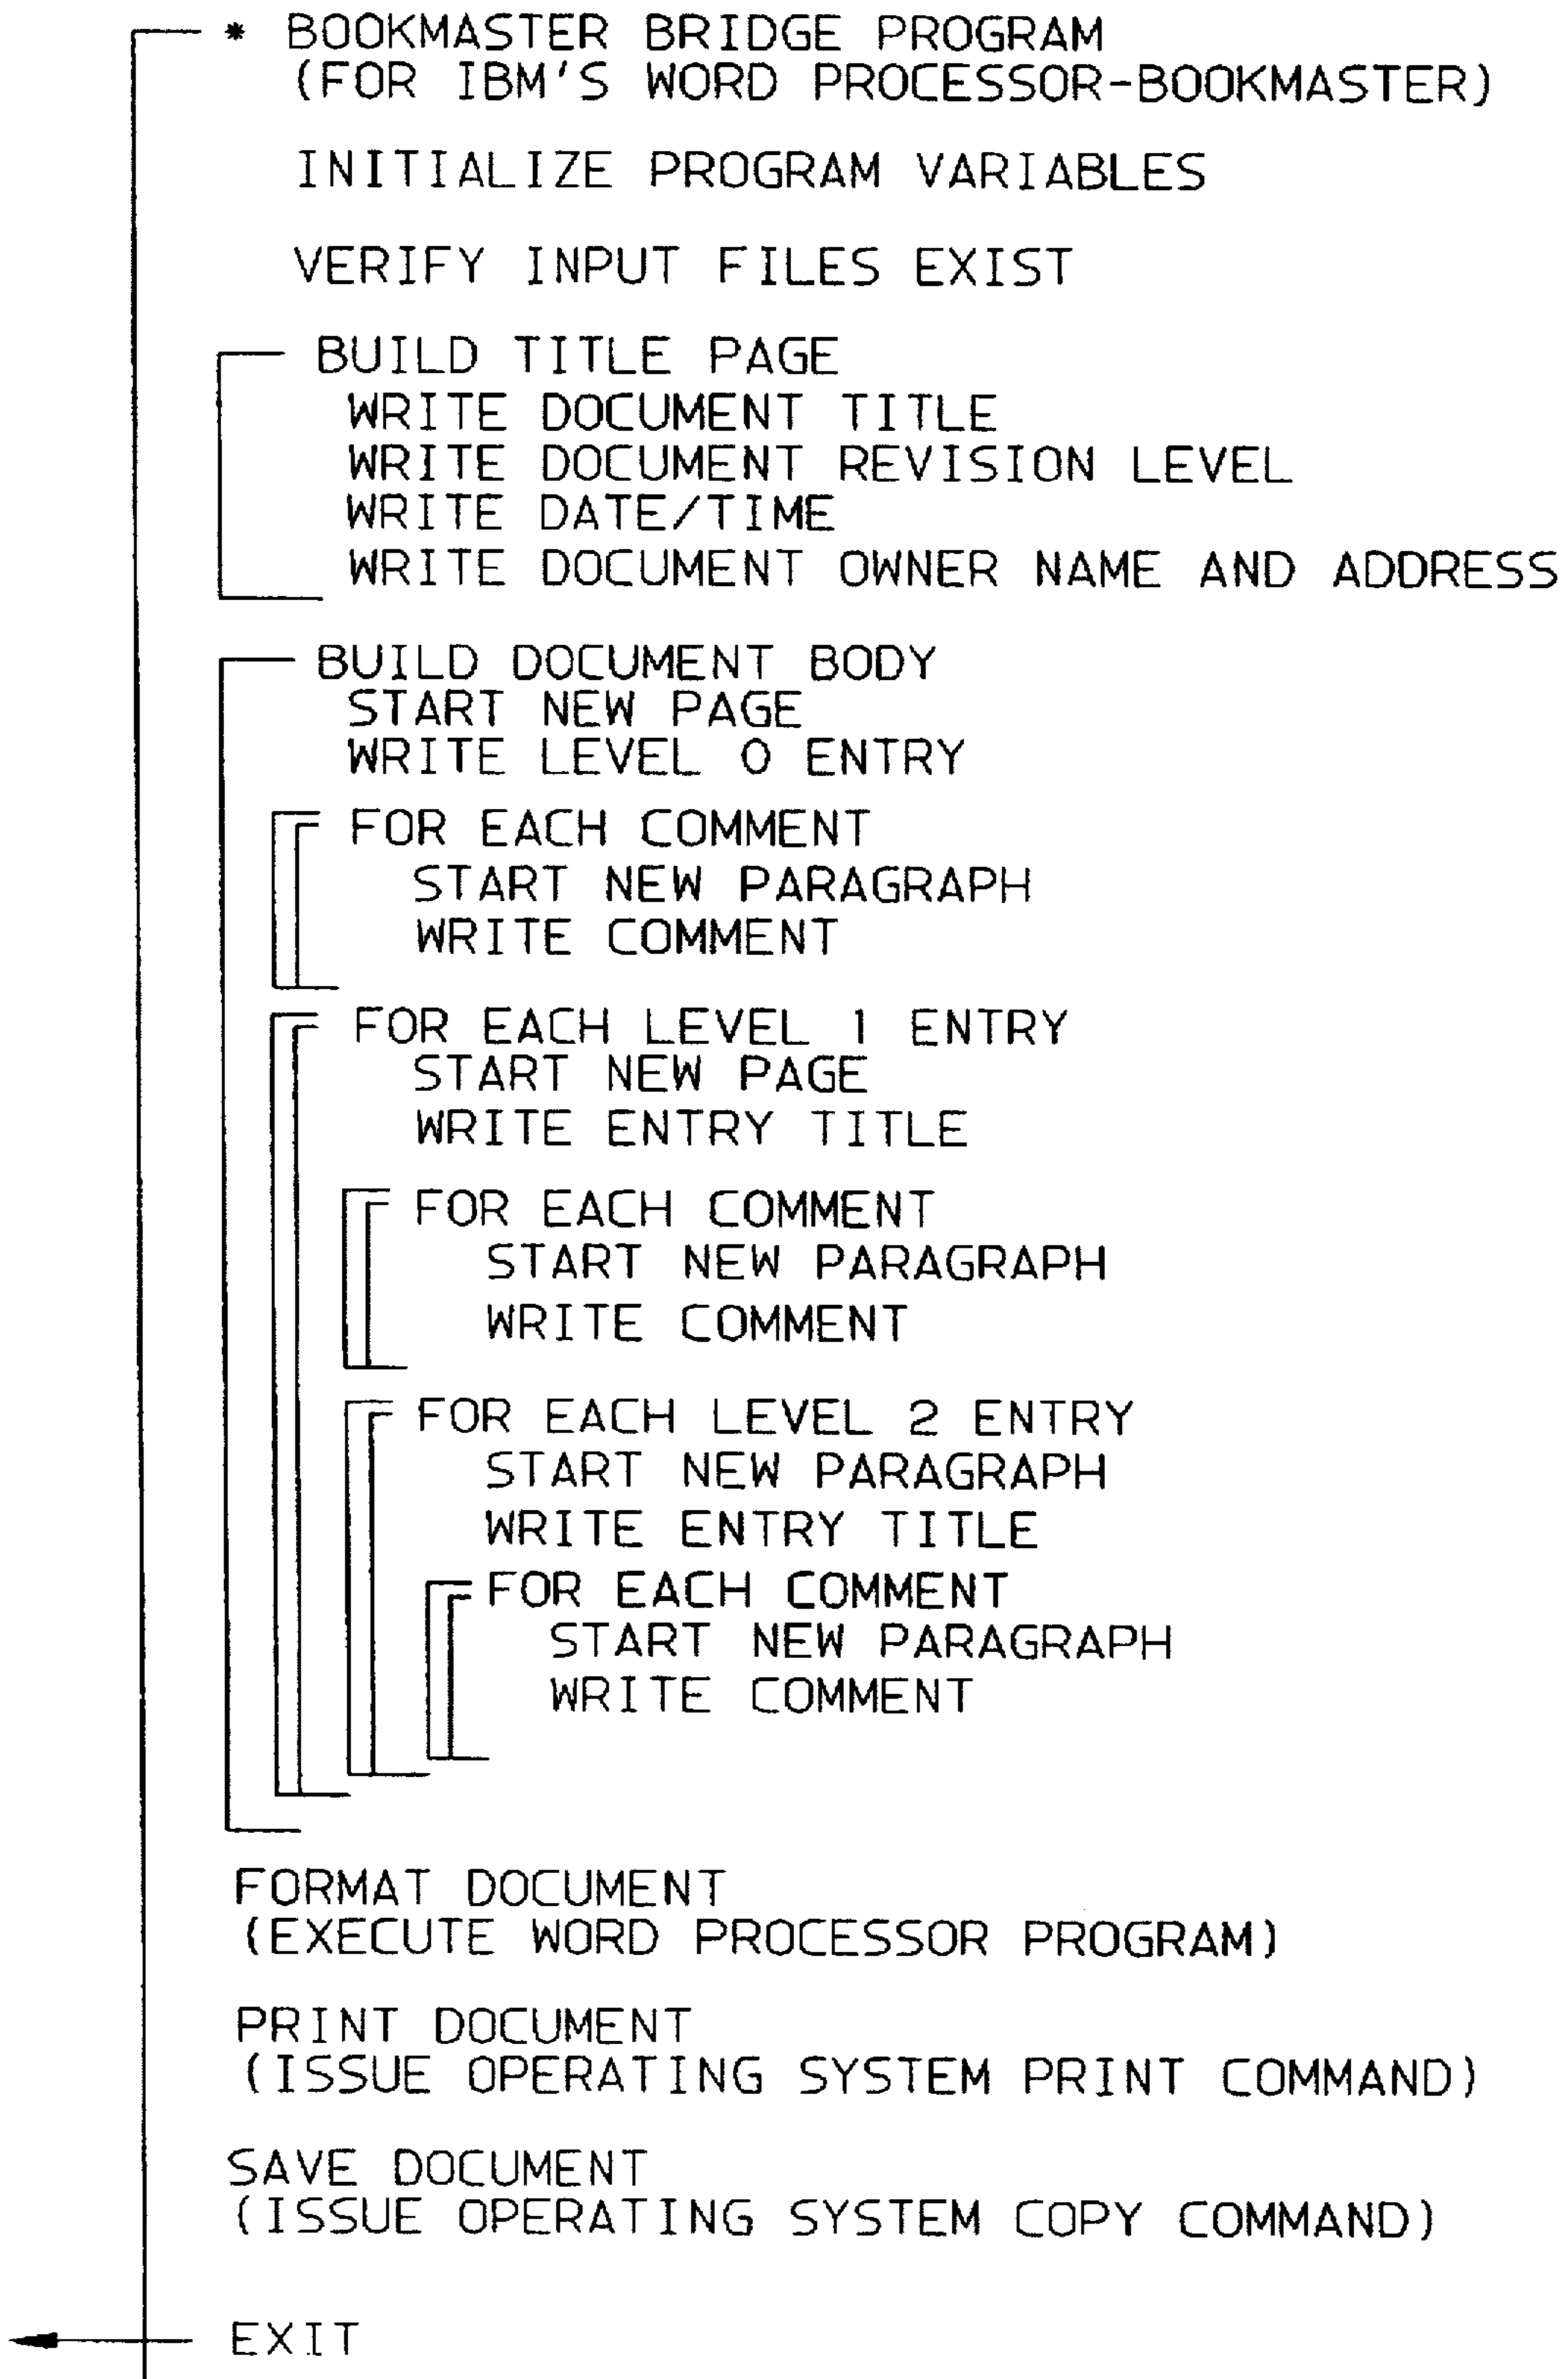 * BOOKMASTER BRIDGE PROGRAM
(FOR IBM'S WORD PROCESSOR-BOOKMASTER)
INITIALIZE PROGRAM VARIABLES
VERIFY INPUT FILES EXIST
BUILD TITLE PAGE
WRITE DOCUMENT TITLE
WRITE DOCUMENT REVISION LEVEL
WRITE DATE/TIME
WRITE DOCUMENT OWNER NAME AND ADDRESS
BUILD DOCUMENT BODY
START NEW PAGE
WRITE LEVEL 0 ENTRY
FOR EACH COMMENT
START NEW PARAGRAPH
WRITE COMMENT
FOR EACH LEVEL 1 ENTRY
START NEW PAGE
WRITE ENTRY TITLE
FOR EACH COMMENT
START NEW PARAGRAPH
WRITE COMMENT
FOR EACH LEVEL 2 ENTRY
START NEW PARAGRAPH
WRITE ENTRY TITLE
FOR EACH COMMENT
START NEW PARAGRAPH
WRITE COMMENT
FORMAT DOCUMENT
(EXECUTE WORD PROCESSOR PROGRAM)
PRINT DOCUMENT
(ISSUE OPERATING SYSTEM PRINT COMMAND)
SAVE DOCUMENT
(ISSUE OPERATING SYSTEM COPY COMMAND)
EXIT